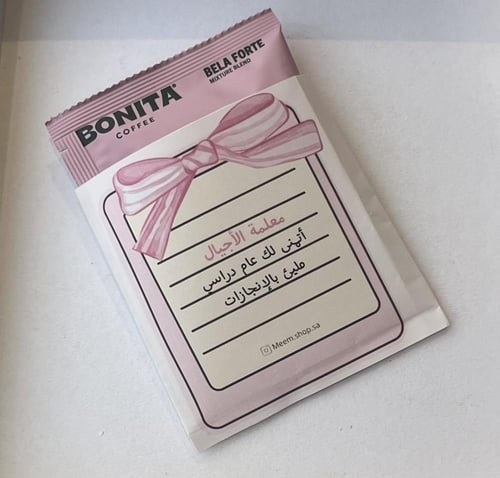 BONITA
COFFEE
BELA FORTE
MIXTURE BLEND
معلمة الأجيال
أتمنى لك عام دراسي
مليئ بالإنجازات
Meem.shop.sa